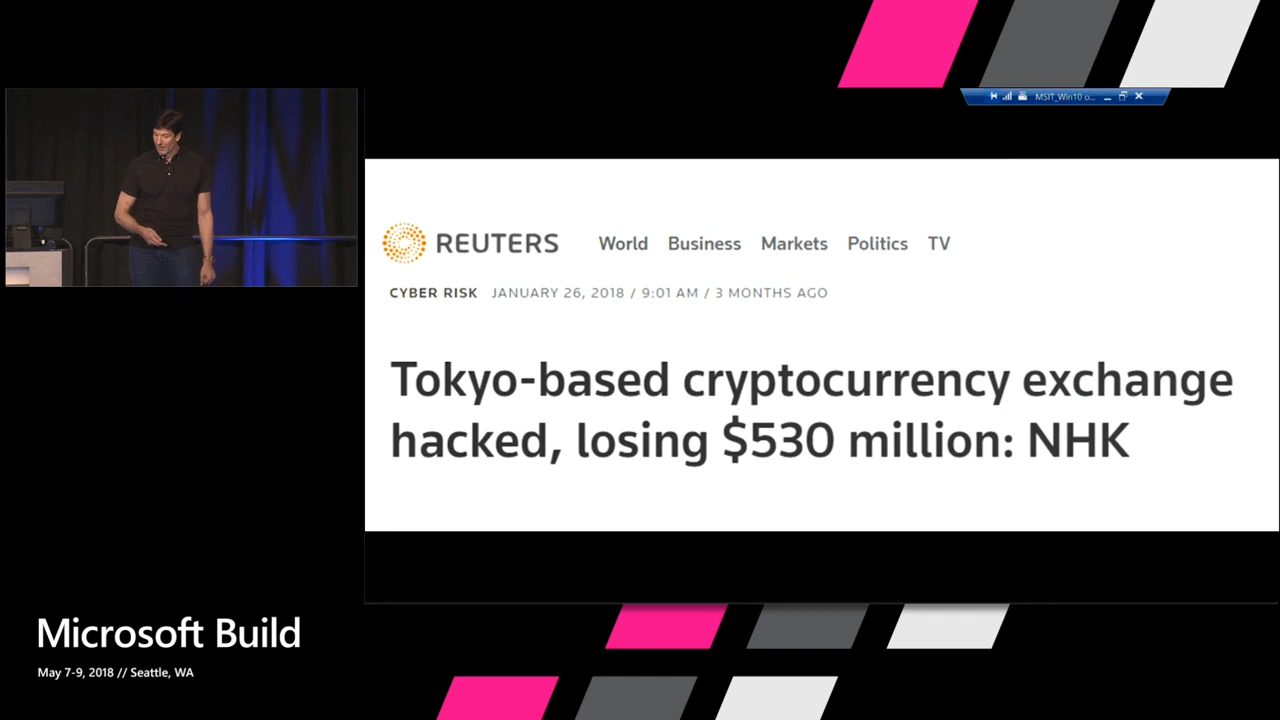 MSIT_Win10 o...
REUTERS World Business Markets Politics TV
CYBER RISK JANUARY 26, 2018 / 9:01 AM / 3 MONTHS AGO
Tokyo-based cryptocurrency exchange
hacked, losing $530 million: NHK
Microsoft Build
May 7-9, 2018 // Seattle, WA